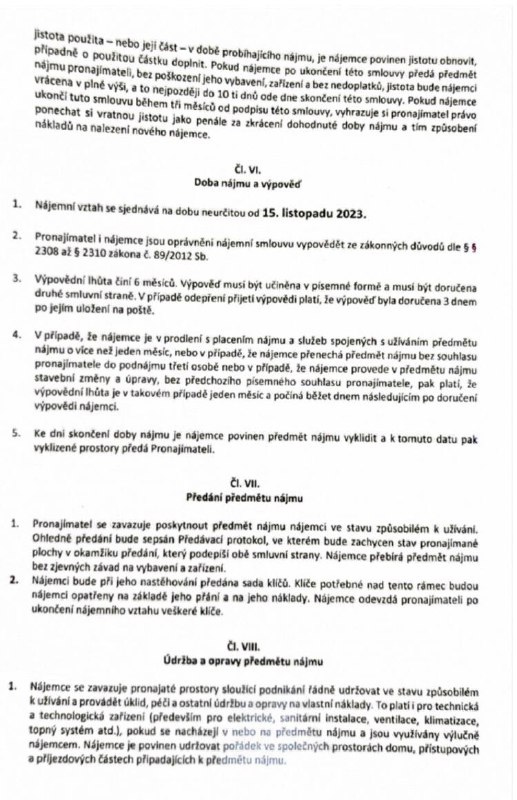 jistota použita – nebo její část – v době probíhajícího nájmu, je nájemce povinen jistotu obnovit,
případně o použitou částku doplnit. Pokud nájemce po ukončení této smlouvy předá předmět
nájmu pronajímateli, bez poškození jeho vybavení, zařízení a bez nedoplatků, jistota bude nájemci
vrácena v plné výši, a to nejpozději do 10 ti dnů ode dne skončení této smlouvy. Pokud nájemce
ukončí tuto smlouvu během tří měsíců od podpisu této smlouvy, vyhrazuje si pronajímatel právo
ponechat si vratnou jistotu jako penále za zkrácení dohodnuté doby nájmu a tím způsobení
nákladů na nalezení nového nájemce.
Čl. VI.
Doba nájmu a výpověď
1. Nájemní vztah se sjednává na dobu neurčitou od 15. listopadu 2023.
2. Pronajímatel i nájemce jsou oprávněni nájemní smlouvu vypovědět ze zákonných důvodů dle § §
2308 až § 2310 zákona č. 89/2012 Sb.
3. Výpovědní lhůta činí 6 měsíců. Výpověď musí být učiněna v písemné formě a musí být doručena
druhé smluvní straně. V případě odepření přijetí výpovědi platí, že výpověď byla doručena 3 dnem
po jejím uložení na poště.
4. V případě, že nájemce je v prodlení s placením nájmu a služeb spojených s užíváním předmětu
nájmu o více než jeden měsíc, nebo v případě, že nájemce přenechá předmět nájmu bez souhlasu
pronajímatele do podnájmu třetí osobě nebo v případě, že nájemce provede v předmětu nájmu
stavební změny a úpravy, bez předchozího písemného souhlasu pronajímatele, pak platí, že
výpovědní lhůta je v takovém případě jeden měsíc a počíná běžet dnem následujícím po doručení
výpovědi nájemci.
5. Ke dni skončení doby nájmu je nájemce povinen předmět nájmu vyklidit a k tomuto datu pak
vyklizené prostory předá Pronajímateli.
Čl. VII.
Předání předmětu nájmu
1. Pronajímatel se zavazuje poskytnout předmět nájmu nájemci ve stavu způsobilém k užívání.
Ohledně předání bude sepsán Předávací protokol, ve kterém bude zachycen stav pronajímané
plochy v okamžiku předání, který podepíší obě smluvní strany. Nájemce přebírá předmět nájmu
bez zjevných závad na vybavení a zařízení.
2. Nájemci bude při jeho nastěhování předána sada klíčů. Klíče potřebné nad tento rámec budou
nájemci opatřeny na základě jeho přání a na jeho náklady. Nájemce odevzdá pronajímateli po
ukončení nájemního vztahu veškeré klíče.
Čl. VIII.
Údržba a opravy předmětu nájmu
1. Nájemce se zavazuje pronajaté prostory sloužící podnikání řádně udržovat ve stavu způsobilém
k užívání a provádět úklid, péči a ostatní údržbu a opravy na vlastní náklady. To platí i pro technická
a technologická zařízení (především pro elektrické, sanitární instalace, ventilace, klimatizace,
topný systém atd.), pokud se nacházejí v nebo na předmětu nájmu a jsou využívány výlučně
nájemcem. Nájemce je povinen udržovat pořádek ve společných prostorách domu, přístupových
a příjezdových částech připadajících k předmětu nájmu.